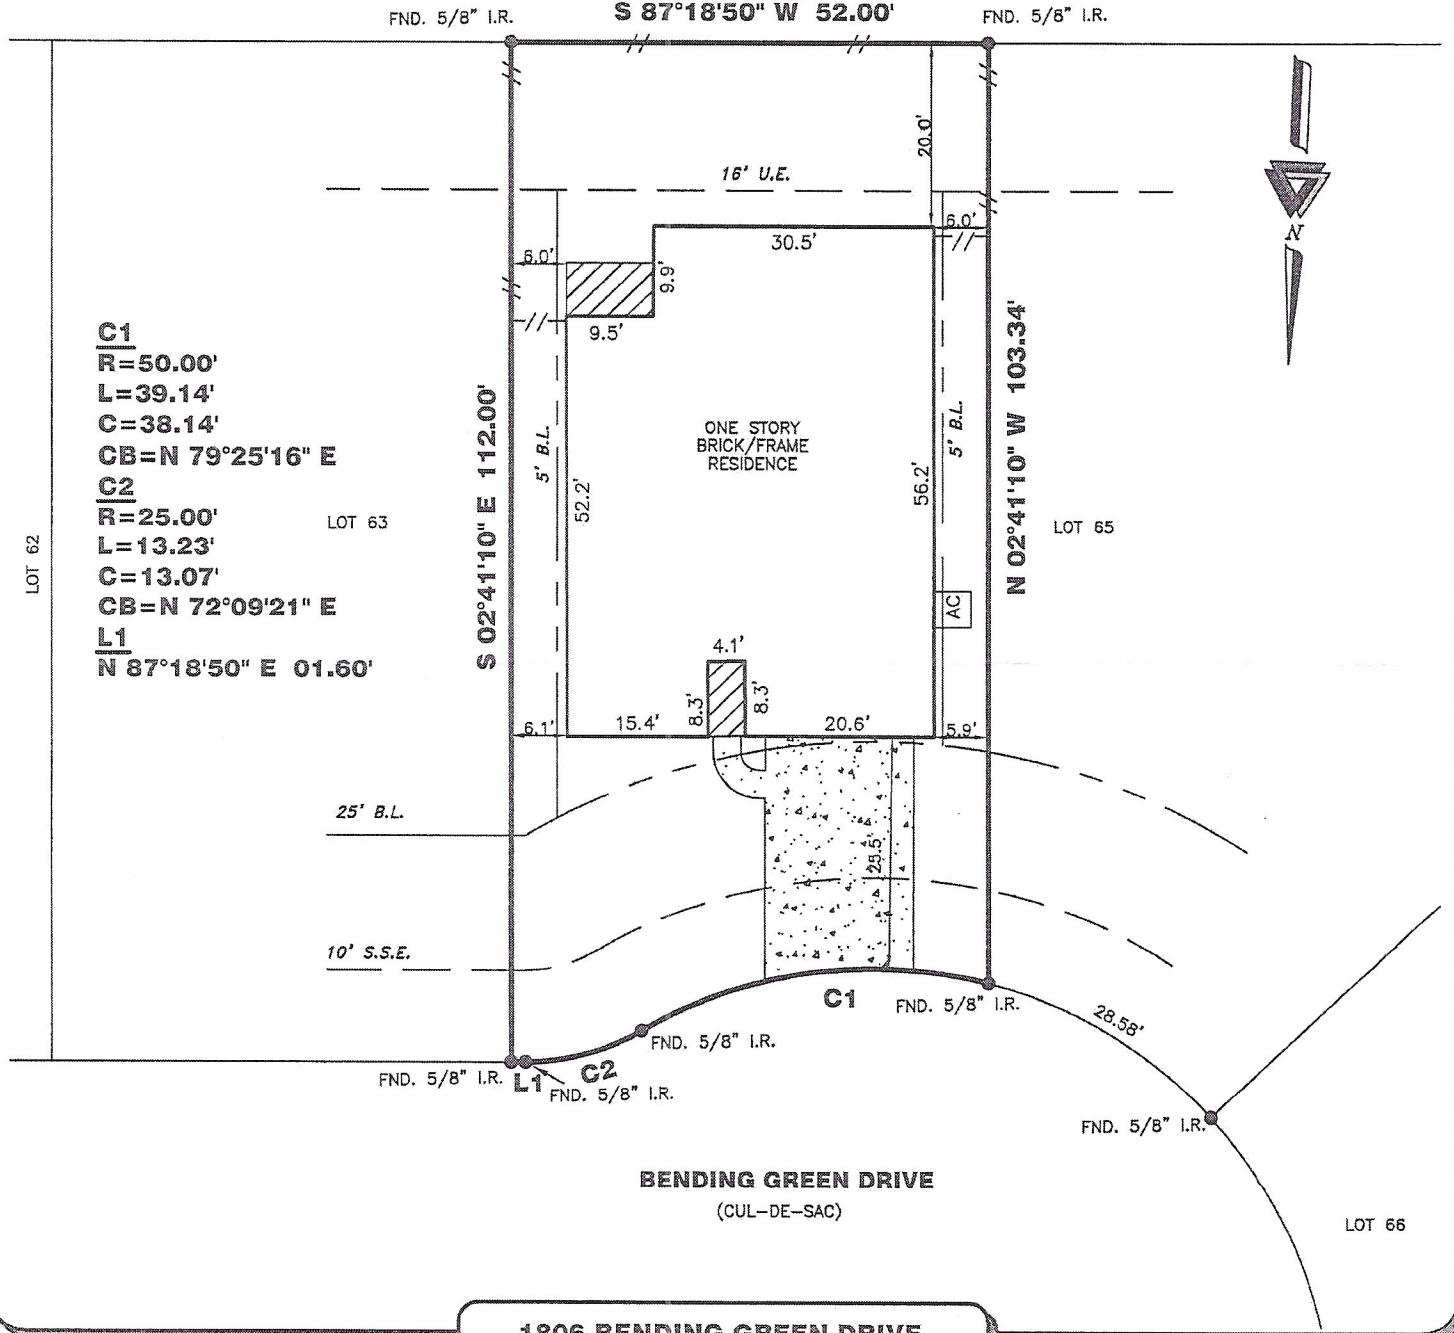 FND. 5/8" I.R.
S 87°18'50" W 52.00'
FND. 5/8" I.R.
20.0'
16' U.E.
N
6.0'
30.5'
6.0'
9.9'
9.5'
C1
R=50.00'
L=39.14'
C=38.14'
CB=N 79°25'16" E
C2
R=25.00'
L=13.23'
C=13.07'
CB=N 72°09'21" E
L1
N 87°18'50" E 01.60'
LOT 62
LOT 63
S 02°41'10" E 112.00'
5' B.L.
52.2'
ONE STORY
BRICK/FRAME
RESIDENCE
56.2'
5' B.L.
N 02°41'10" W 103.34'
LOT 65
AC
4.1'
8.3'
8.3'
6.1'
15.4'
20.6'
5.9'
25' B.L.
10' S.S.E.
C1
FND. 5/8" I.R.
28.58'
FND. 5/8" I.R.
C2
FND. 5/8" I.R.
L1
FND. 5/8" I.R.
FND. 5/8" I.R.
BENDING GREEN DRIVE
(CUL-DE-SAC)
LOT 66
1806 BENDING GREEN DRIVE